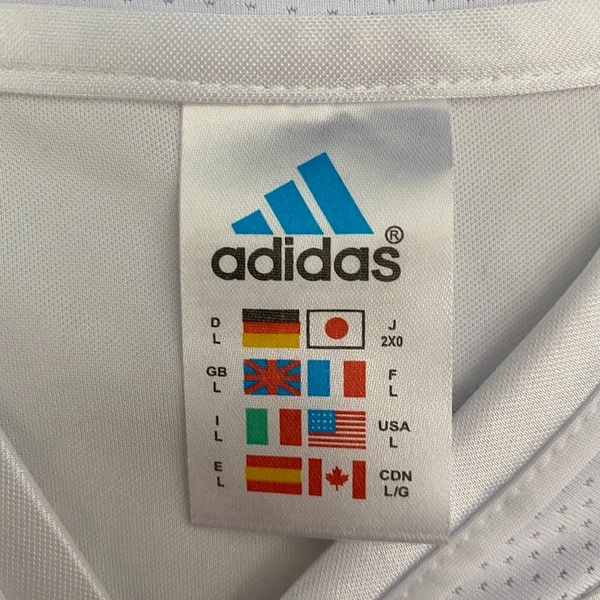 adidas®
D L J 2X0
GB L F L
I L USA L
E L CDN L/G